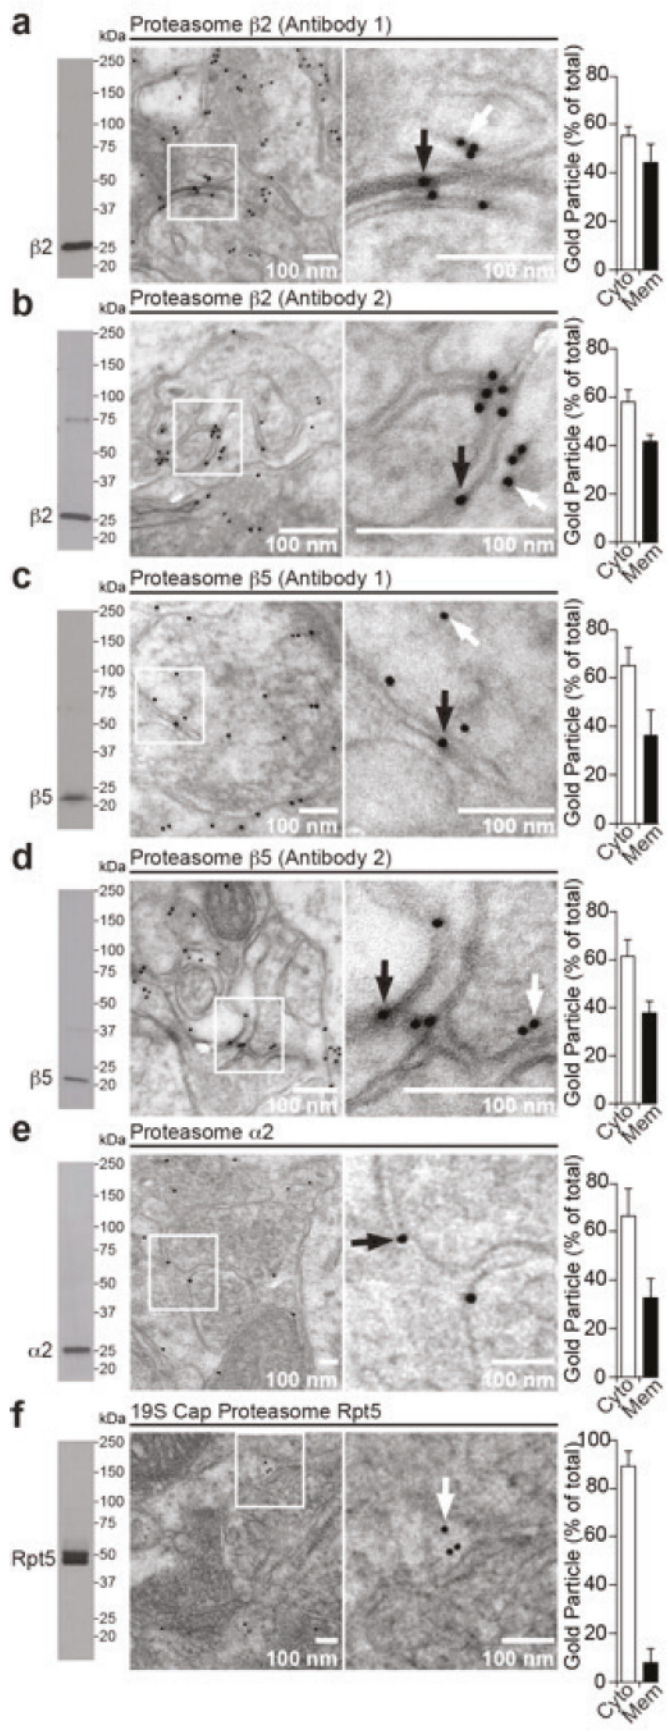 a Proteasome β2 (Antibody 1)
kDa
250
150
100
75
50
37
25
20
β2
100 nm
100 nm
Gold Particle (% of total)
80
60
40
20
0
Cyto
Mem
b Proteasome β2 (Antibody 2)
kDa
250
150
100
75
50
37
25
20
β2
100 nm
100 nm
Gold Particle (% of total)
80
60
40
20
0
Cyto
Mem
c Proteasome β5 (Antibody 1)
kDa
250
150
100
75
50
37
25
20
β5
100 nm
100 nm
Gold Particle (% of total)
80
60
40
20
0
Cyto
Mem
d Proteasome β5 (Antibody 2)
kDa
250
150
100
75
50
37
25
20
β5
100 nm
100 nm
Gold Particle (% of total)
80
60
40
20
0
Cyto
Mem
e Proteasome α2
kDa
250
150
100
75
50
37
25
20
α2
100 nm
100 nm
Gold Particle (% of total)
80
60
40
20
0
Cyto
Mem
f 19S Cap Proteasome Rpt5
kDa
250
150
100
75
50
37
25
20
Rpt5
100 nm
100 nm
Gold Particle (% of total)
100
80
60
40
20
0
Cyto
Mem